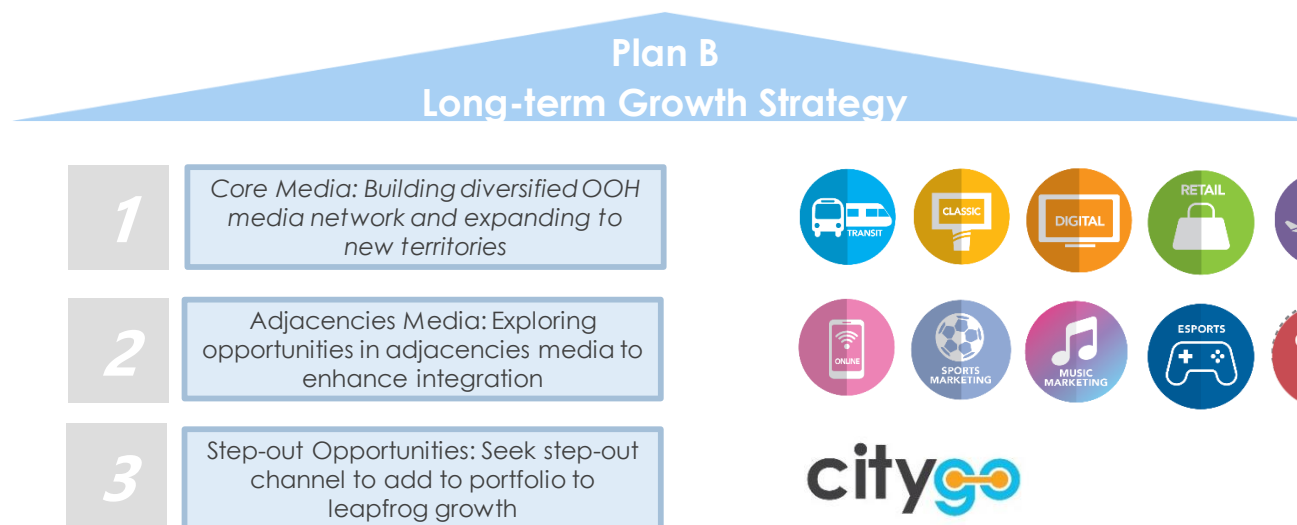 Plan B
Long-term Growth Strategy
1
Core Media: Building diversified OOH
media network and expanding to
new territories
TRANSIT
CLASSIC
DIGITAL
RETAIL
2
Adjacencies Media: Exploring
opportunities in adjacencies media to
enhance integration
ONLINE
SPORTS
MARKETING
MUSIC
MARKETING
ESPORTS
3
Step-out Opportunities: Seek step-out
channel to add to portfolio to
leapfrog growth
citygo